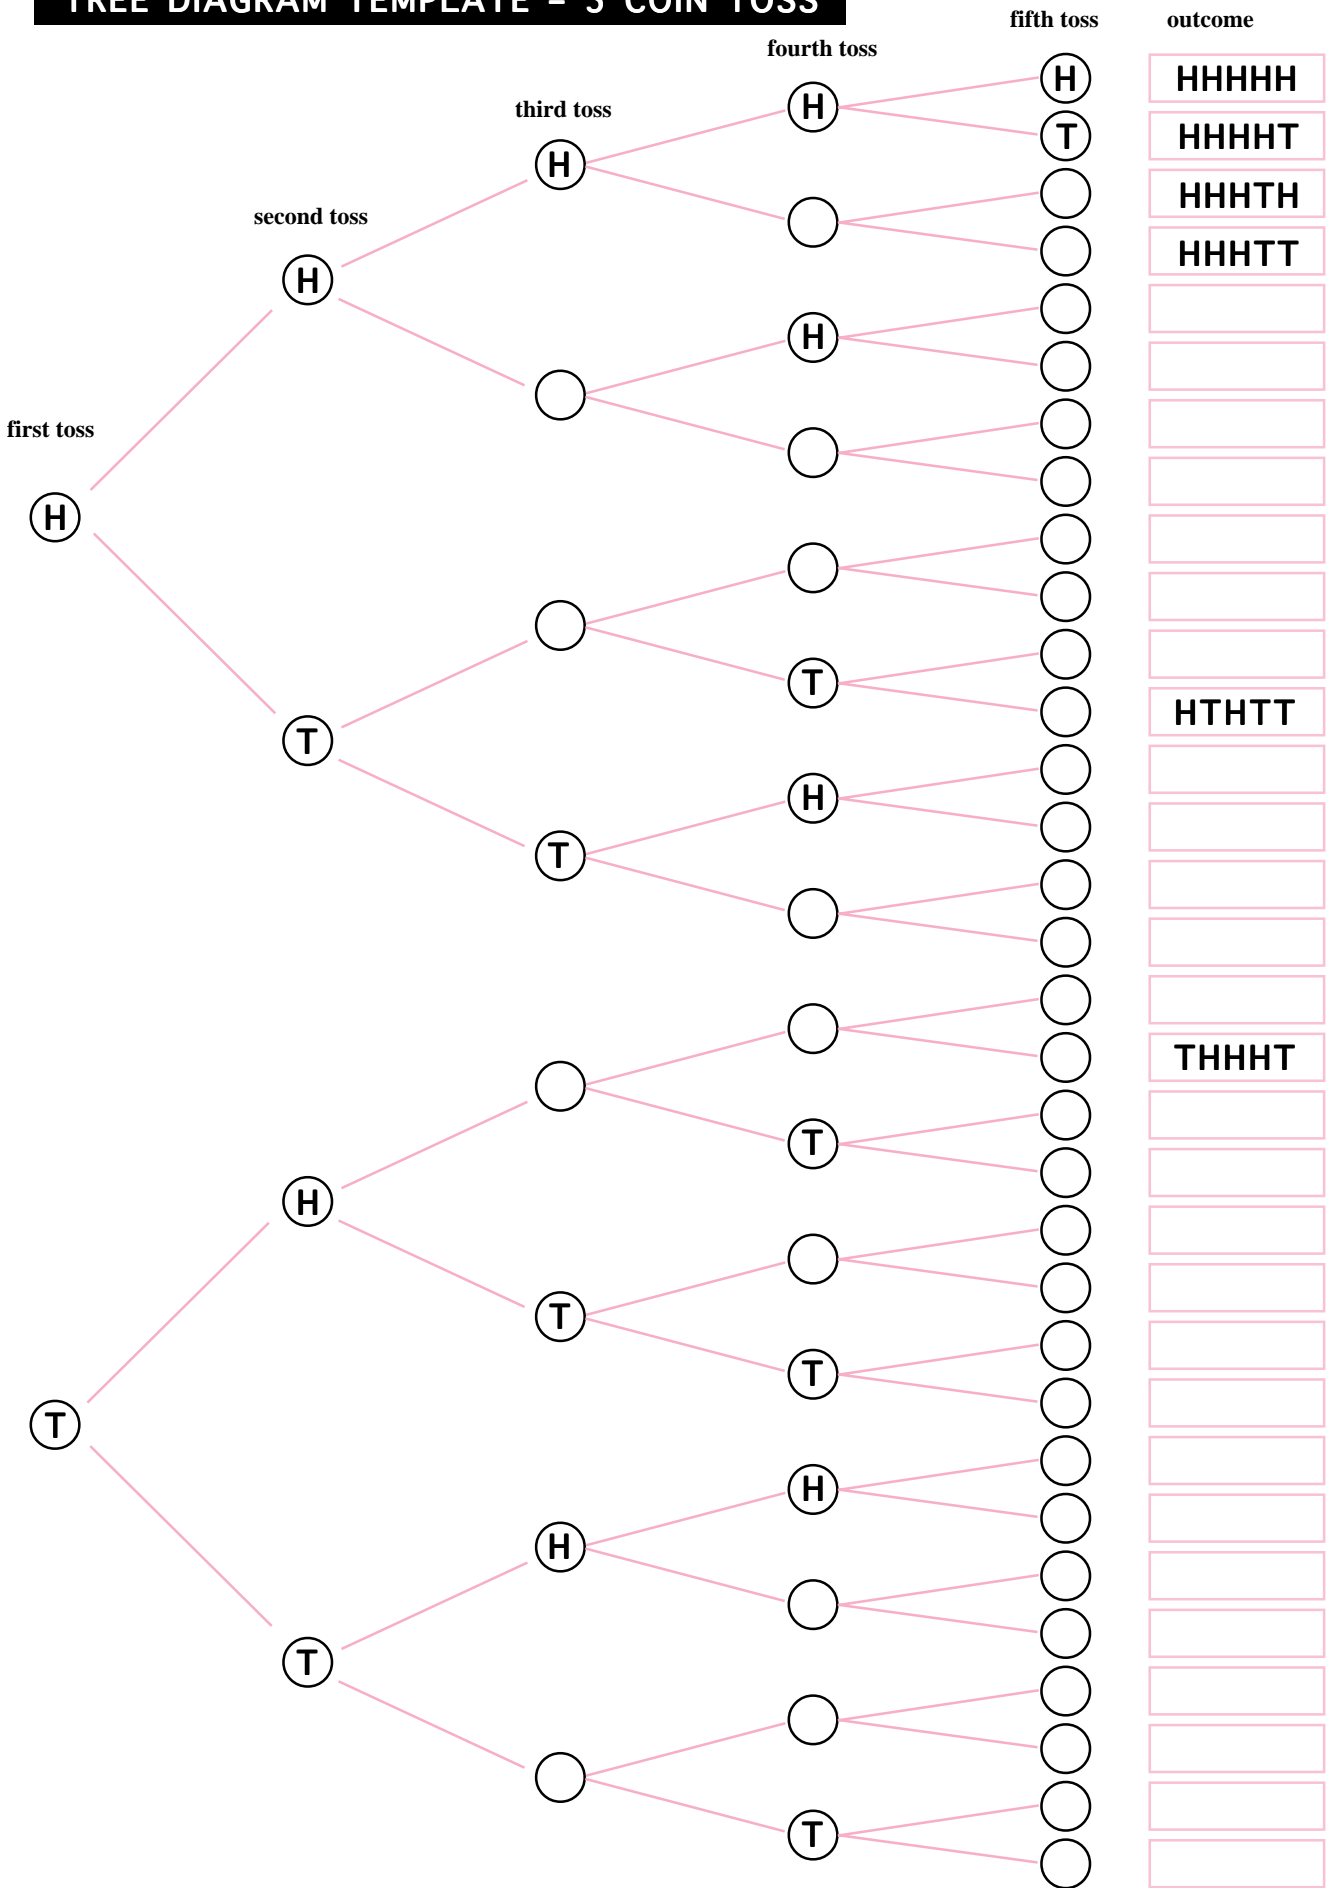 TREE DIAGRAM TEMPLATE – 5 COIN TOSS
fifth toss outcome
fourth toss
H HHHHH
H
third toss
T HHHHT
H
HHHTH
second toss
HHHTT
H
H
first toss
H
T
HTHTT
T
H
T
THHHT
T
H
T
T
T
H
H
T
T